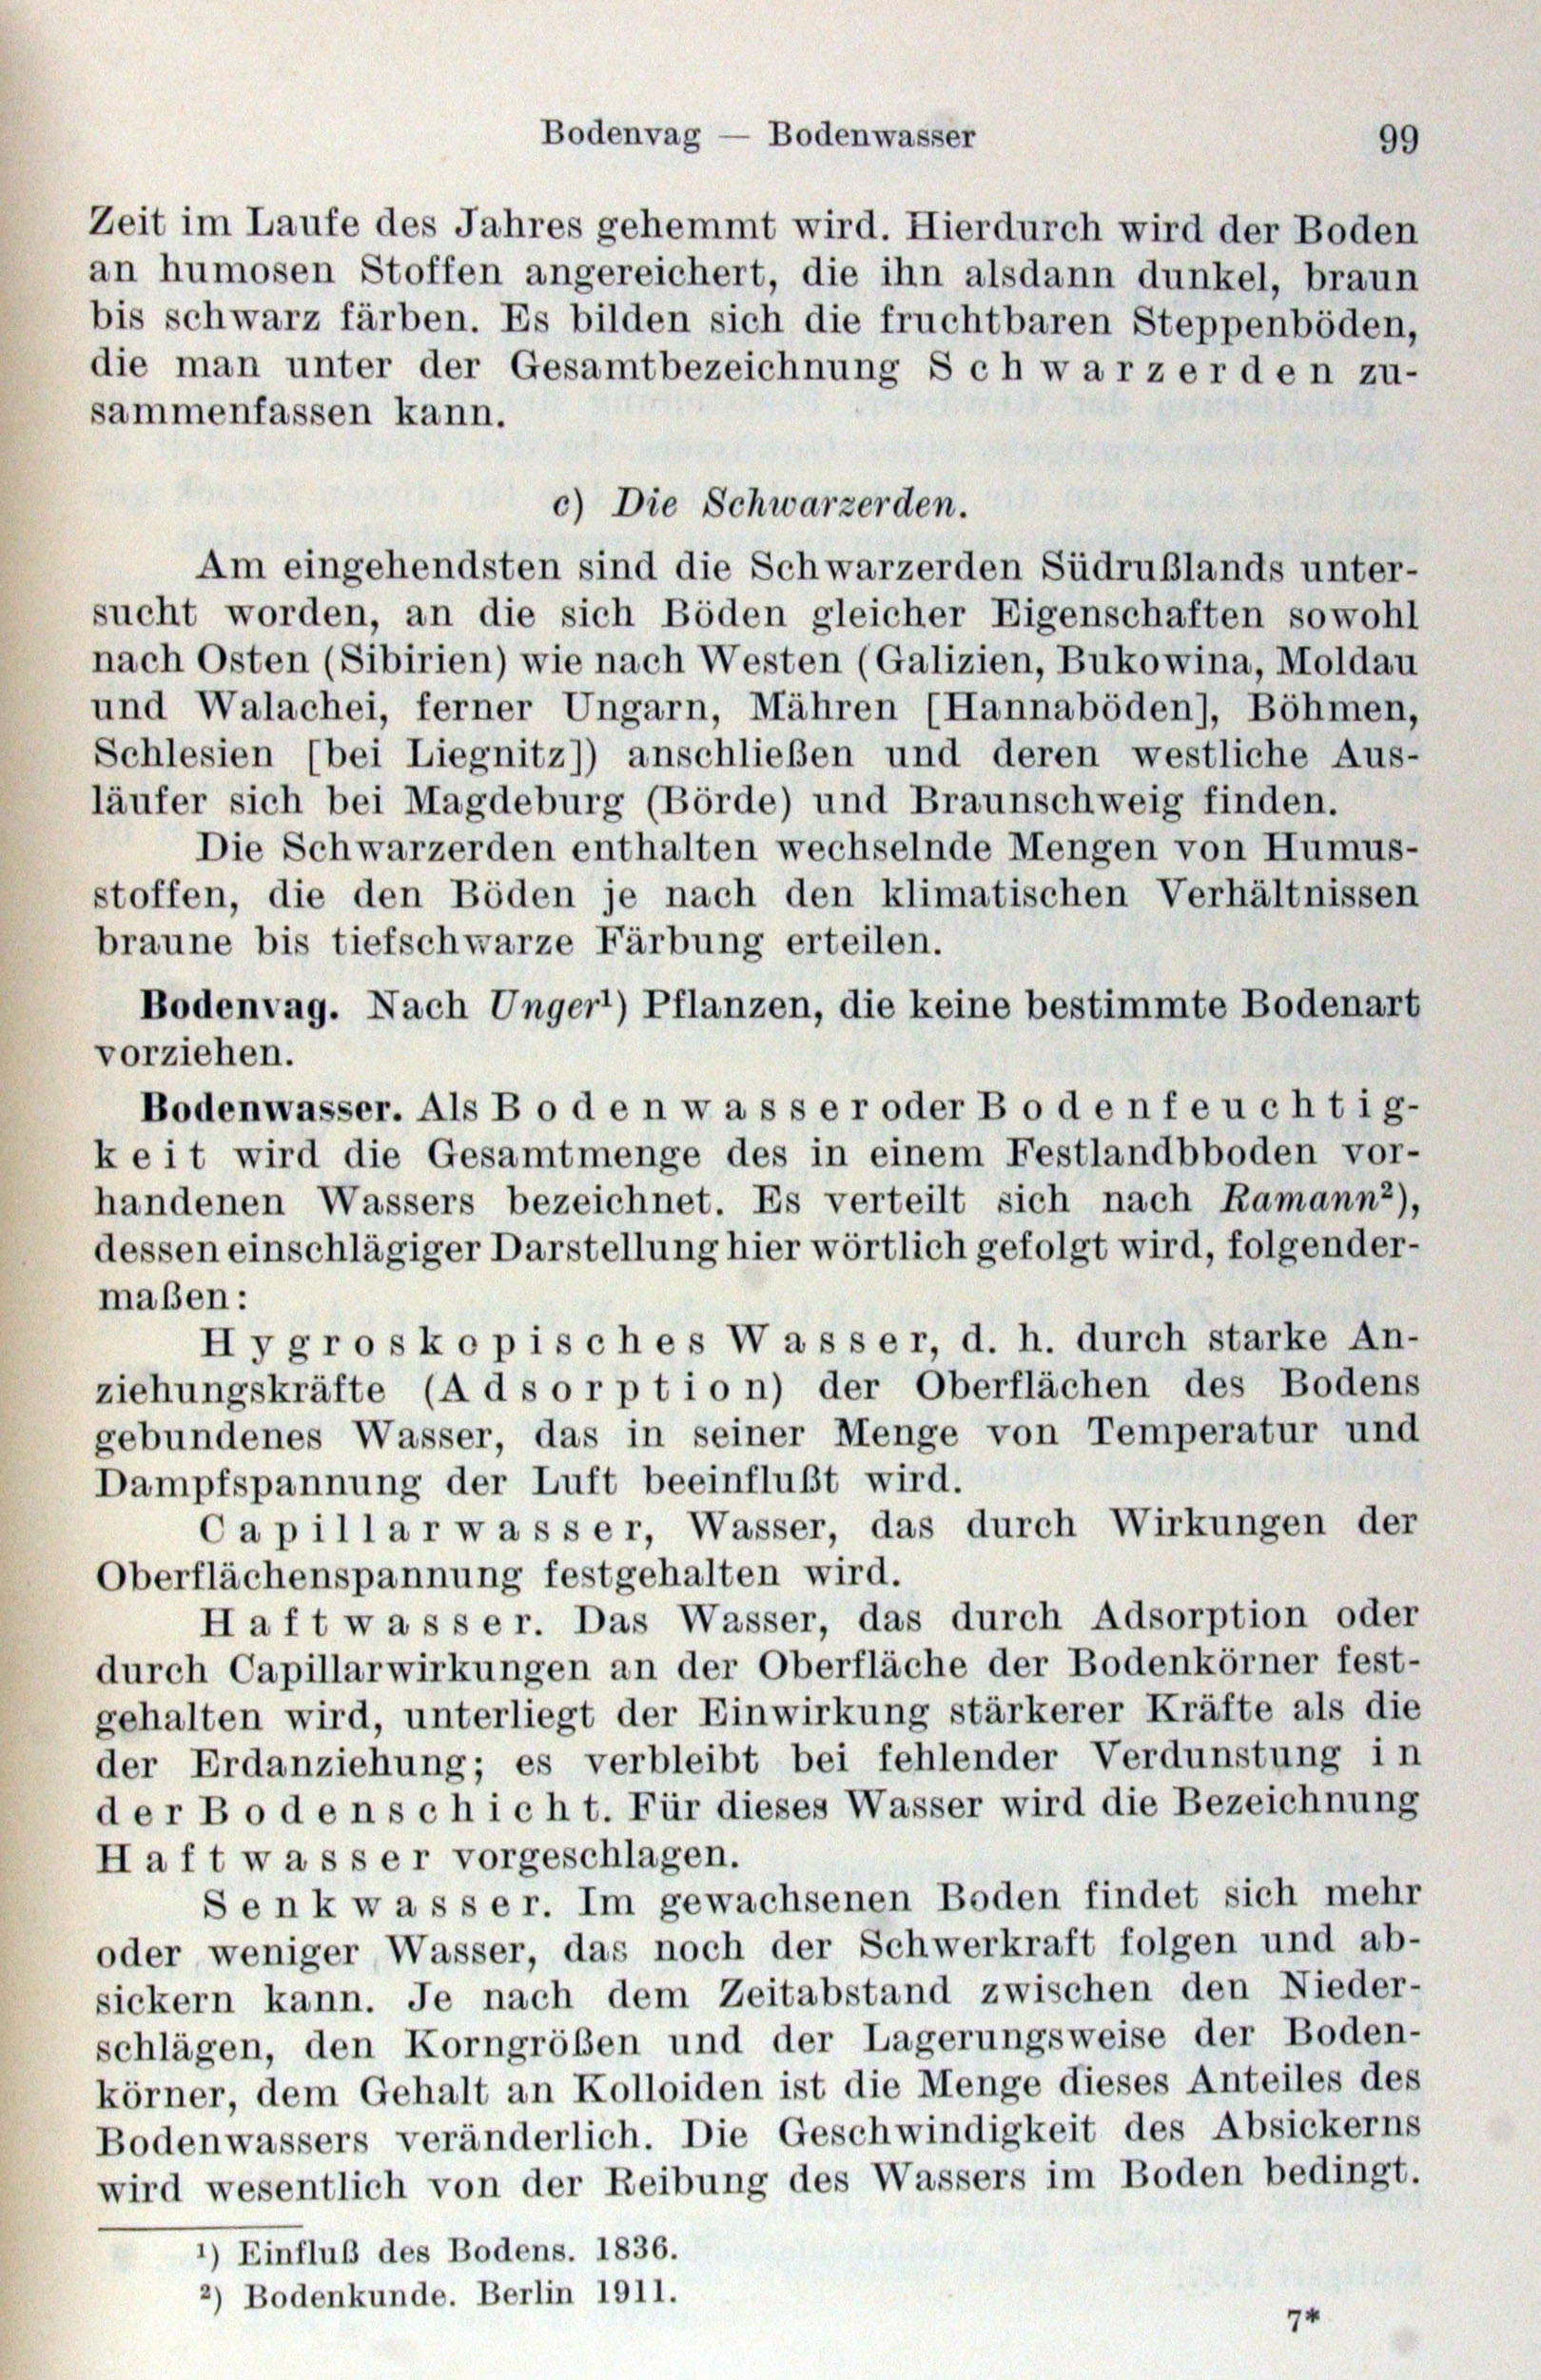 Bodenvag — Bodenwasser 99
Zeit im Laufe des Jahres gehemmt wird. Hierdurch wird der Boden
an humosen Stoffen angereichert, die ihn alsdann dunkel, braun
bis schwarz färben. Es bilden sich die fruchtbaren Steppenböden,
die man unter der Gesamtbezeichnung Schwarzerden zu-
sammenfassen kann.
c) Die Schwarzerden.
Am eingehendsten sind die Schwarzerden Südrußlands unter-
sucht worden, an die sich Böden gleicher Eigenschaften sowohl
nach Osten (Sibirien) wie nach Westen (Galizien, Bukowina, Moldau
und Walachei, ferner Ungarn, Mähren [Hannaböden], Böhmen,
Schlesien [bei Liegnitz]) anschließen und deren westliche Aus-
läufer sich bei Magdeburg (Börde) und Braunschweig finden.
Die Schwarzerden enthalten wechselnde Mengen von Humus-
stoffen, die den Böden je nach den klimatischen Verhältnissen
braune bis tiefschwarze Färbung erteilen.
Bodenvag. Nach Unger¹) Pflanzen, die keine bestimmte Bodenart
vorziehen.
Bodenwasser. Als Bodenwasser oder Bodenfeuchtig-
keit wird die Gesamtmenge des in einem Festlandbboden vor-
handenen Wassers bezeichnet. Es verteilt sich nach Ramann²),
dessen einschlägiger Darstellung hier wörtlich gefolgt wird, folgender-
maßen:
Hygroskopisches Wasser, d. h. durch starke An-
ziehungskräfte (Adsorption) der Oberflächen des Bodens
gebundenes Wasser, das in seiner Menge von Temperatur und
Dampfspannung der Luft beeinflußt wird.
Capillarwasser, Wasser, das durch Wirkungen der
Oberflächenspannung festgehalten wird.
Haftwasser. Das Wasser, das durch Adsorption oder
durch Capillarwirkungen an der Oberfläche der Bodenkörner fest-
gehalten wird, unterliegt der Einwirkung stärkerer Kräfte als die
der Erdanziehung; es verbleibt bei fehlender Verdunstung in
der Bodenschicht. Für dieses Wasser wird die Bezeichnung
Haftwasser vorgeschlagen.
Senkwasser. Im gewachsenen Boden findet sich mehr
oder weniger Wasser, das noch der Schwerkraft folgen und ab-
sickern kann. Je nach dem Zeitabstand zwischen den Nieder-
schlägen, den Korngrößen und der Lagerungsweise der Boden-
körner, dem Gehalt an Kolloiden ist die Menge dieses Anteiles des
Bodenwassers veränderlich. Die Geschwindigkeit des Absickerns
wird wesentlich von der Reibung des Wassers im Boden bedingt.
¹) Einfluß des Bodens. 1836.
²) Bodenkunde. Berlin 1911.
7*